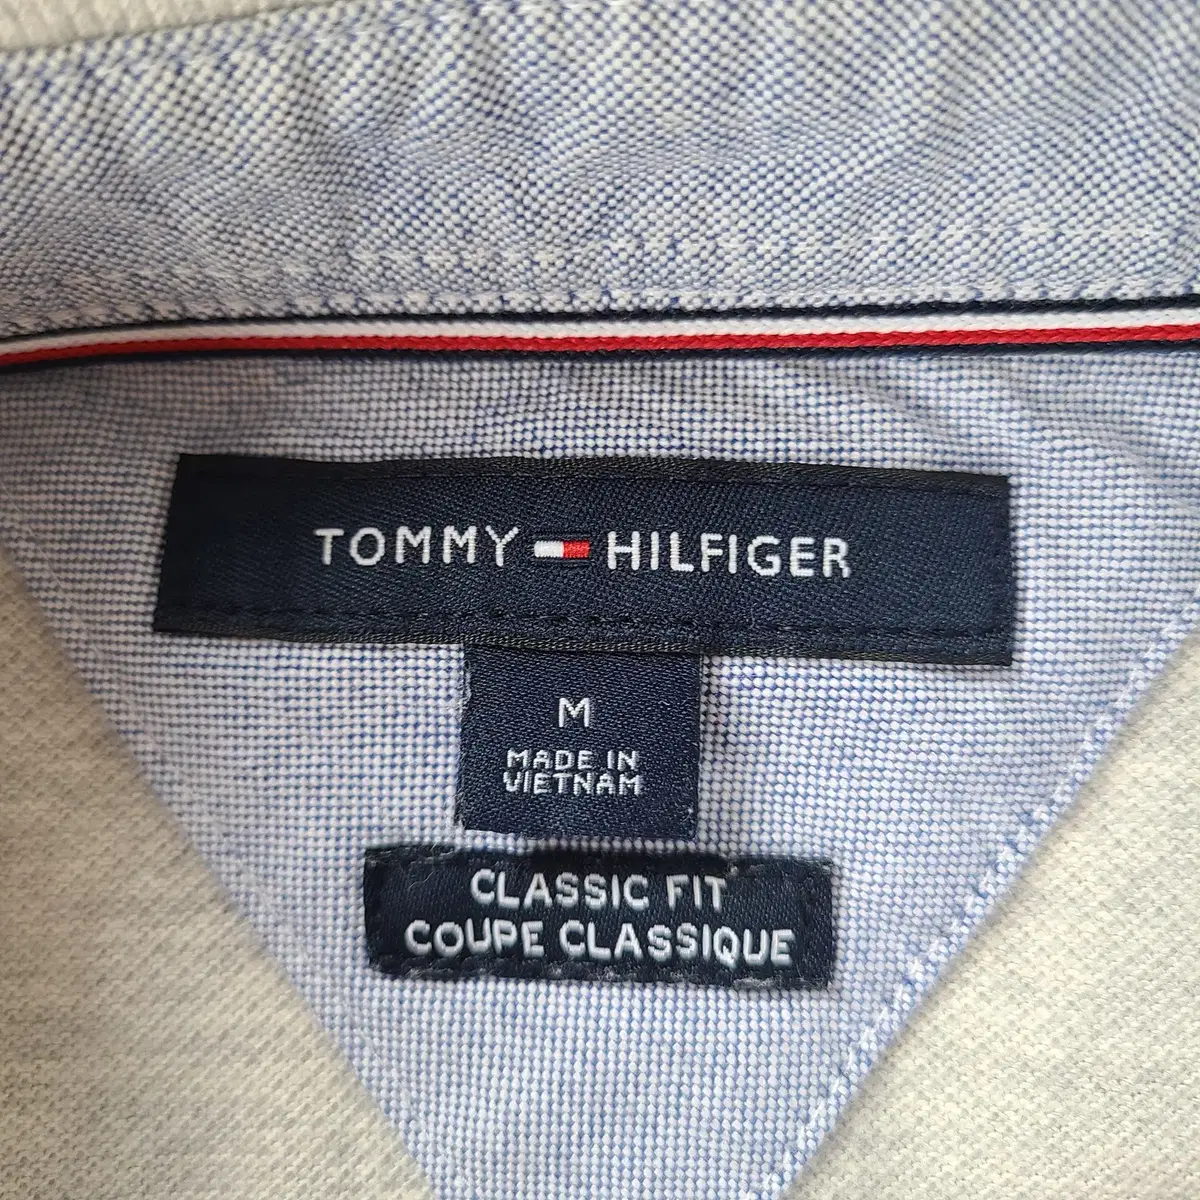 TOMMY HILFIGER
M
MADE IN
VIETNAM
CLASSIC FIT
COUPE CLASSIQUE